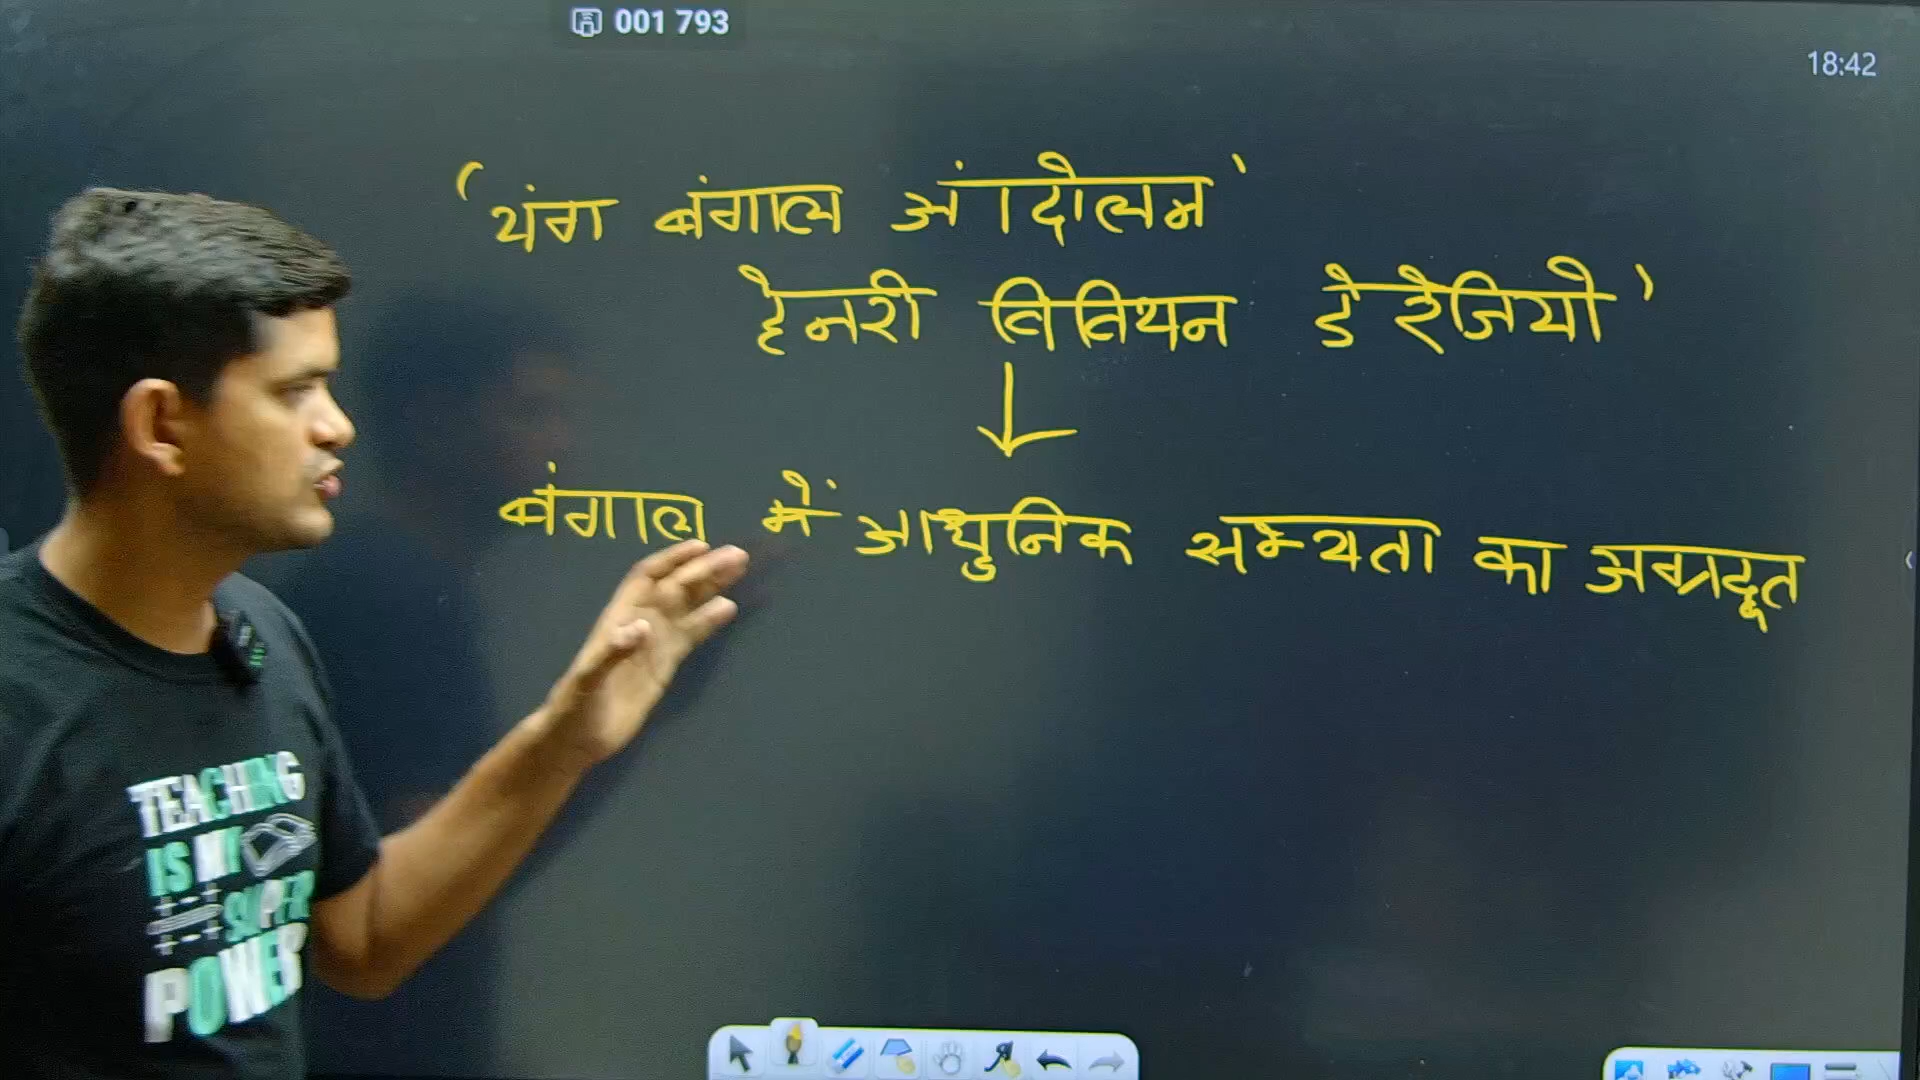 001 793
18:42
'यंग बंगाल आंदोलन'
हेनरी विवियन डेरेजियो'
बंगाल में आधुनिक सभ्यता का अग्रदूत
TEACHING
IS MY
SUPER
POWER